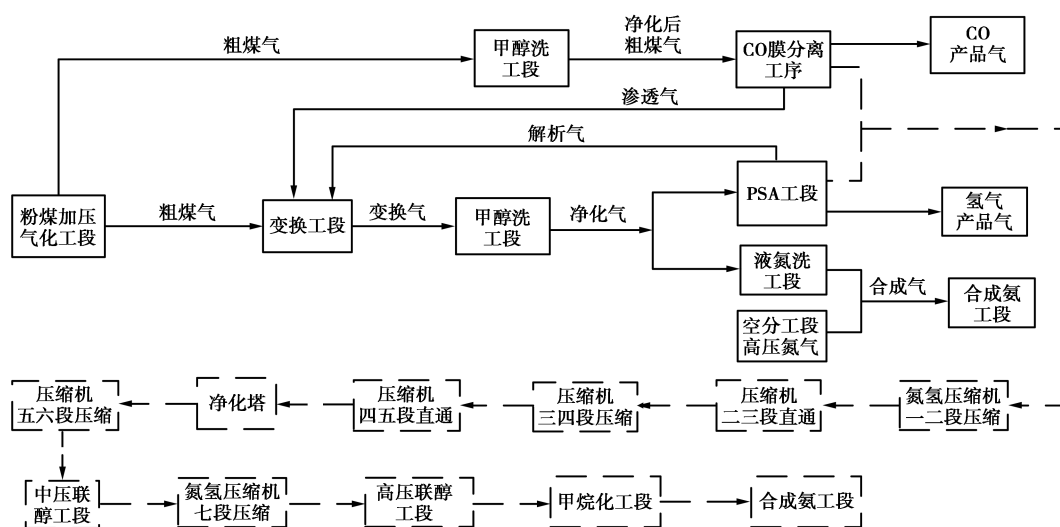 粗煤气
甲醇洗
工段
净化后
粗煤气
CO膜分离
工序
CO
产品气
渗透气
解析气
粉煤加压
气化工段
粗煤气
变换工段
变换气
甲醇洗
工段
净化气
PSA工段
氢气
产品气
液氮洗
工段
合成气
合成氨
工段
空分工段
高压氮气
压缩机
五六段压缩
净化塔
压缩机
四五段直通
压缩机
三四段压缩
压缩机
二三段直通
氮氢压缩机
一二段压缩
中压联
醇工段
氮氢压缩机
七段压缩
高压联醇
工段
甲烷化工段
合成氨工段